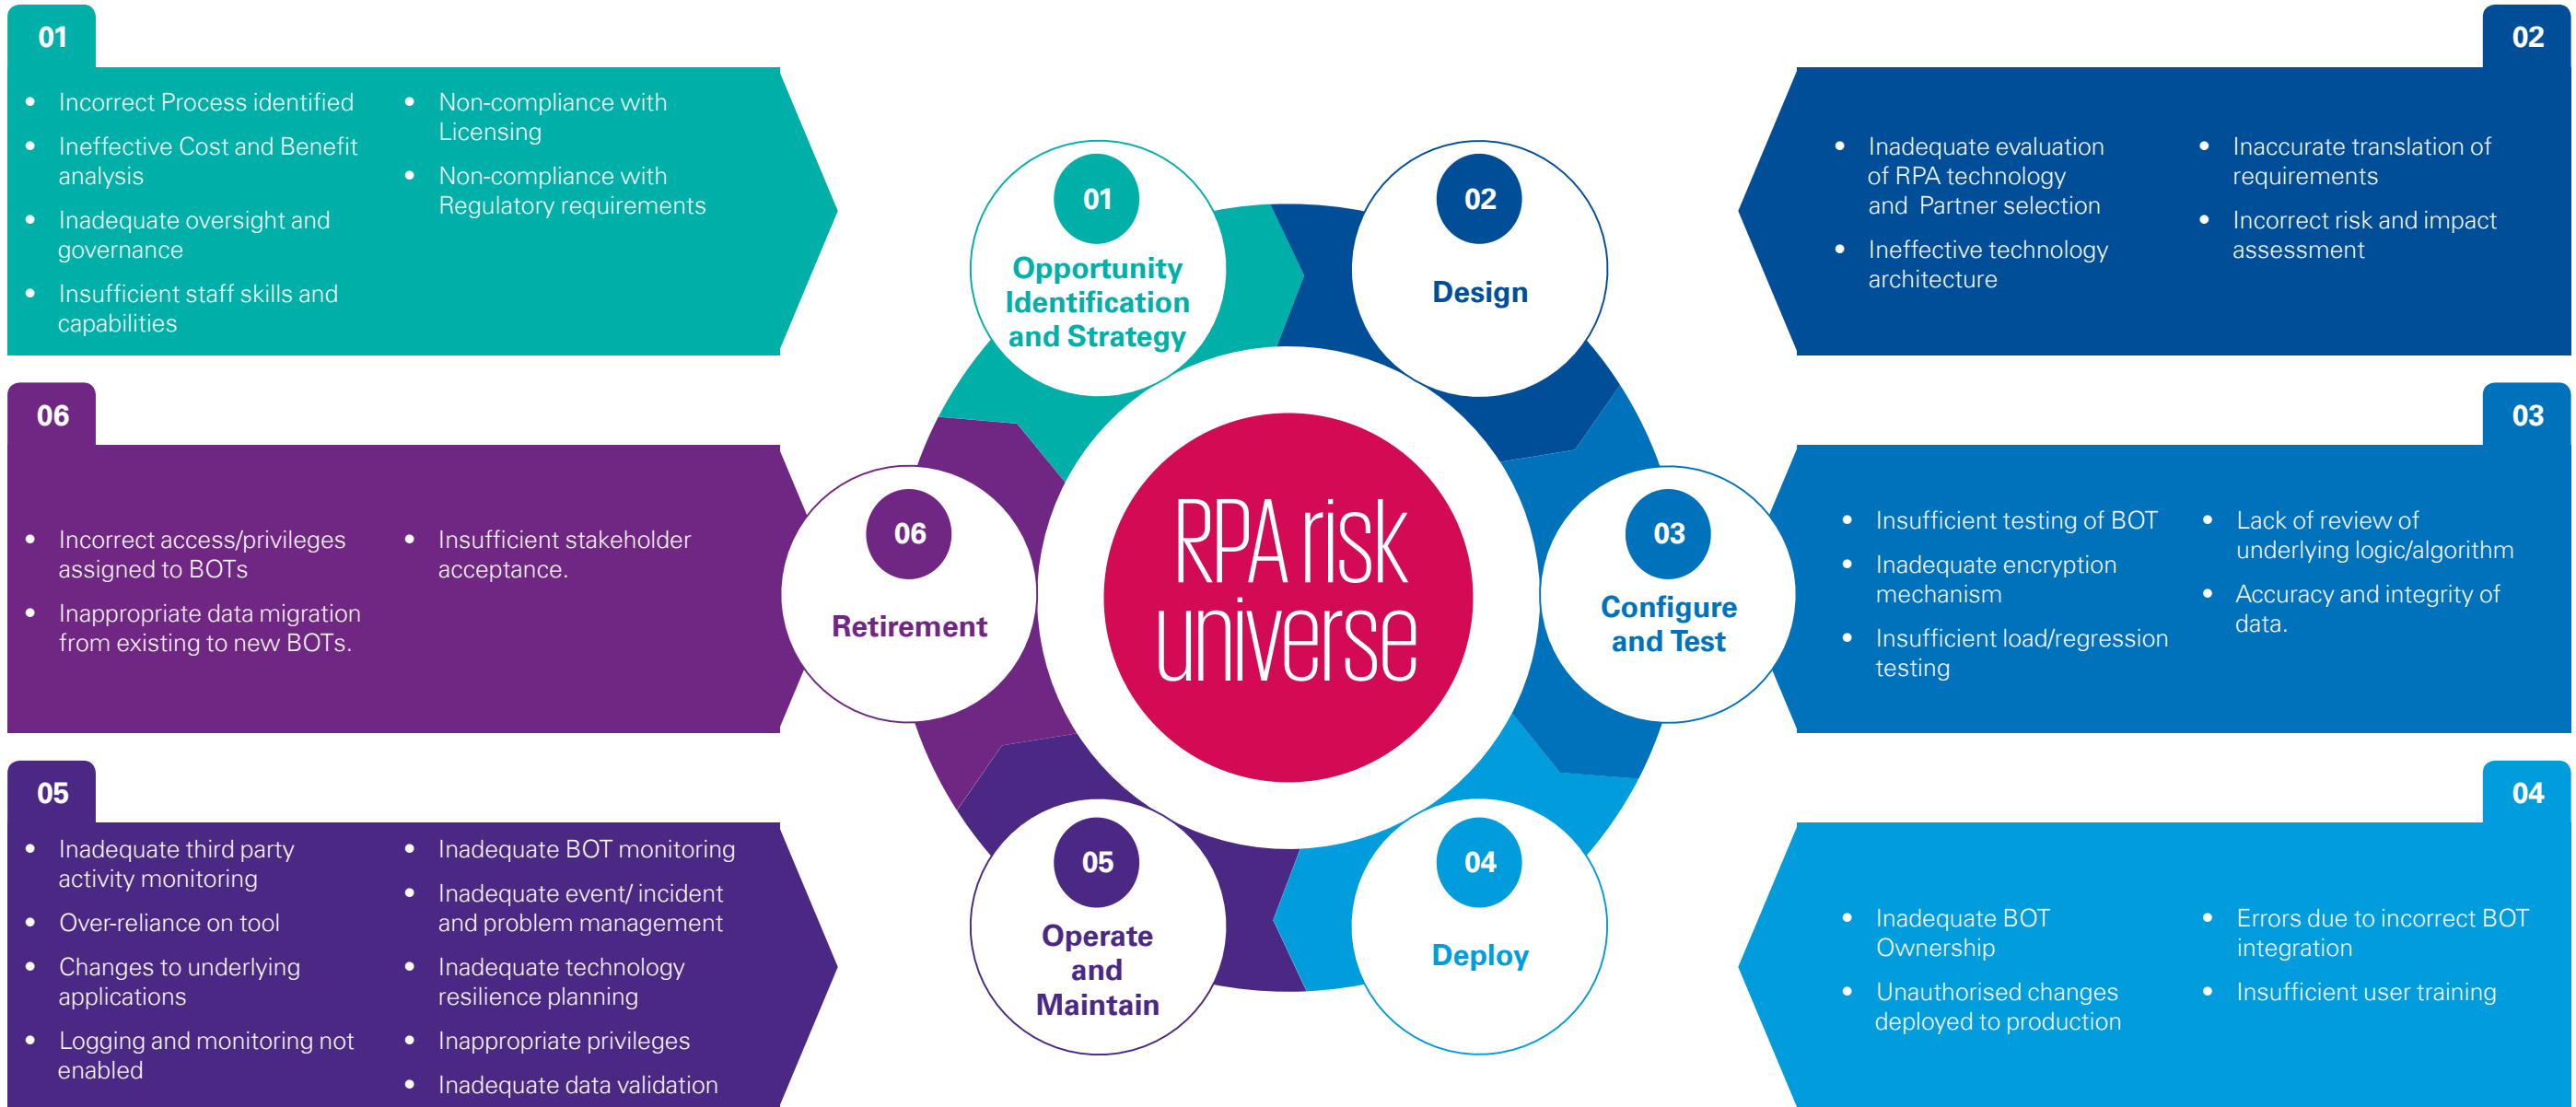 01
Incorrect Process identified
Ineffective Cost and Benefit
analysis
Inadequate oversight and
governance
Insufficient staff skills and
capabilities
Non-compliance with
Licensing
Non-compliance with
Regulatory requirements
02
Inadequate evaluation
of RPA technology
and Partner selection
Ineffective technology
architecture
Inaccurate translation of
requirements
Incorrect risk and impact
assessment
06
Incorrect access/privileges
assigned to BOTs
Inappropriate data migration
from existing to new BOTs.
Insufficient stakeholder
acceptance.
03
Insufficient testing of BOT
Inadequate encryption
mechanism
Insufficient load/regression
testing
Lack of review of
underlying logic/algorithm
Accuracy and integrity of
data.
05
Inadequate third party
activity monitoring
Over-reliance on tool
Changes to underlying
applications
Logging and monitoring not
enabled
Inadequate BOT monitoring
Inadequate event/ incident
and problem management
Inadequate technology
resilience planning
Inappropriate privileges
Inadequate data validation
04
Inadequate BOT
Ownership
Unauthorised changes
deployed to production
Errors due to incorrect BOT
integration
Insufficient user training
01
Opportunity
Identification
and Strategy
02
Design
03
Configure
and Test
04
Deploy
05
Operate
and
Maintain
06
Retirement
RPA risk
universe